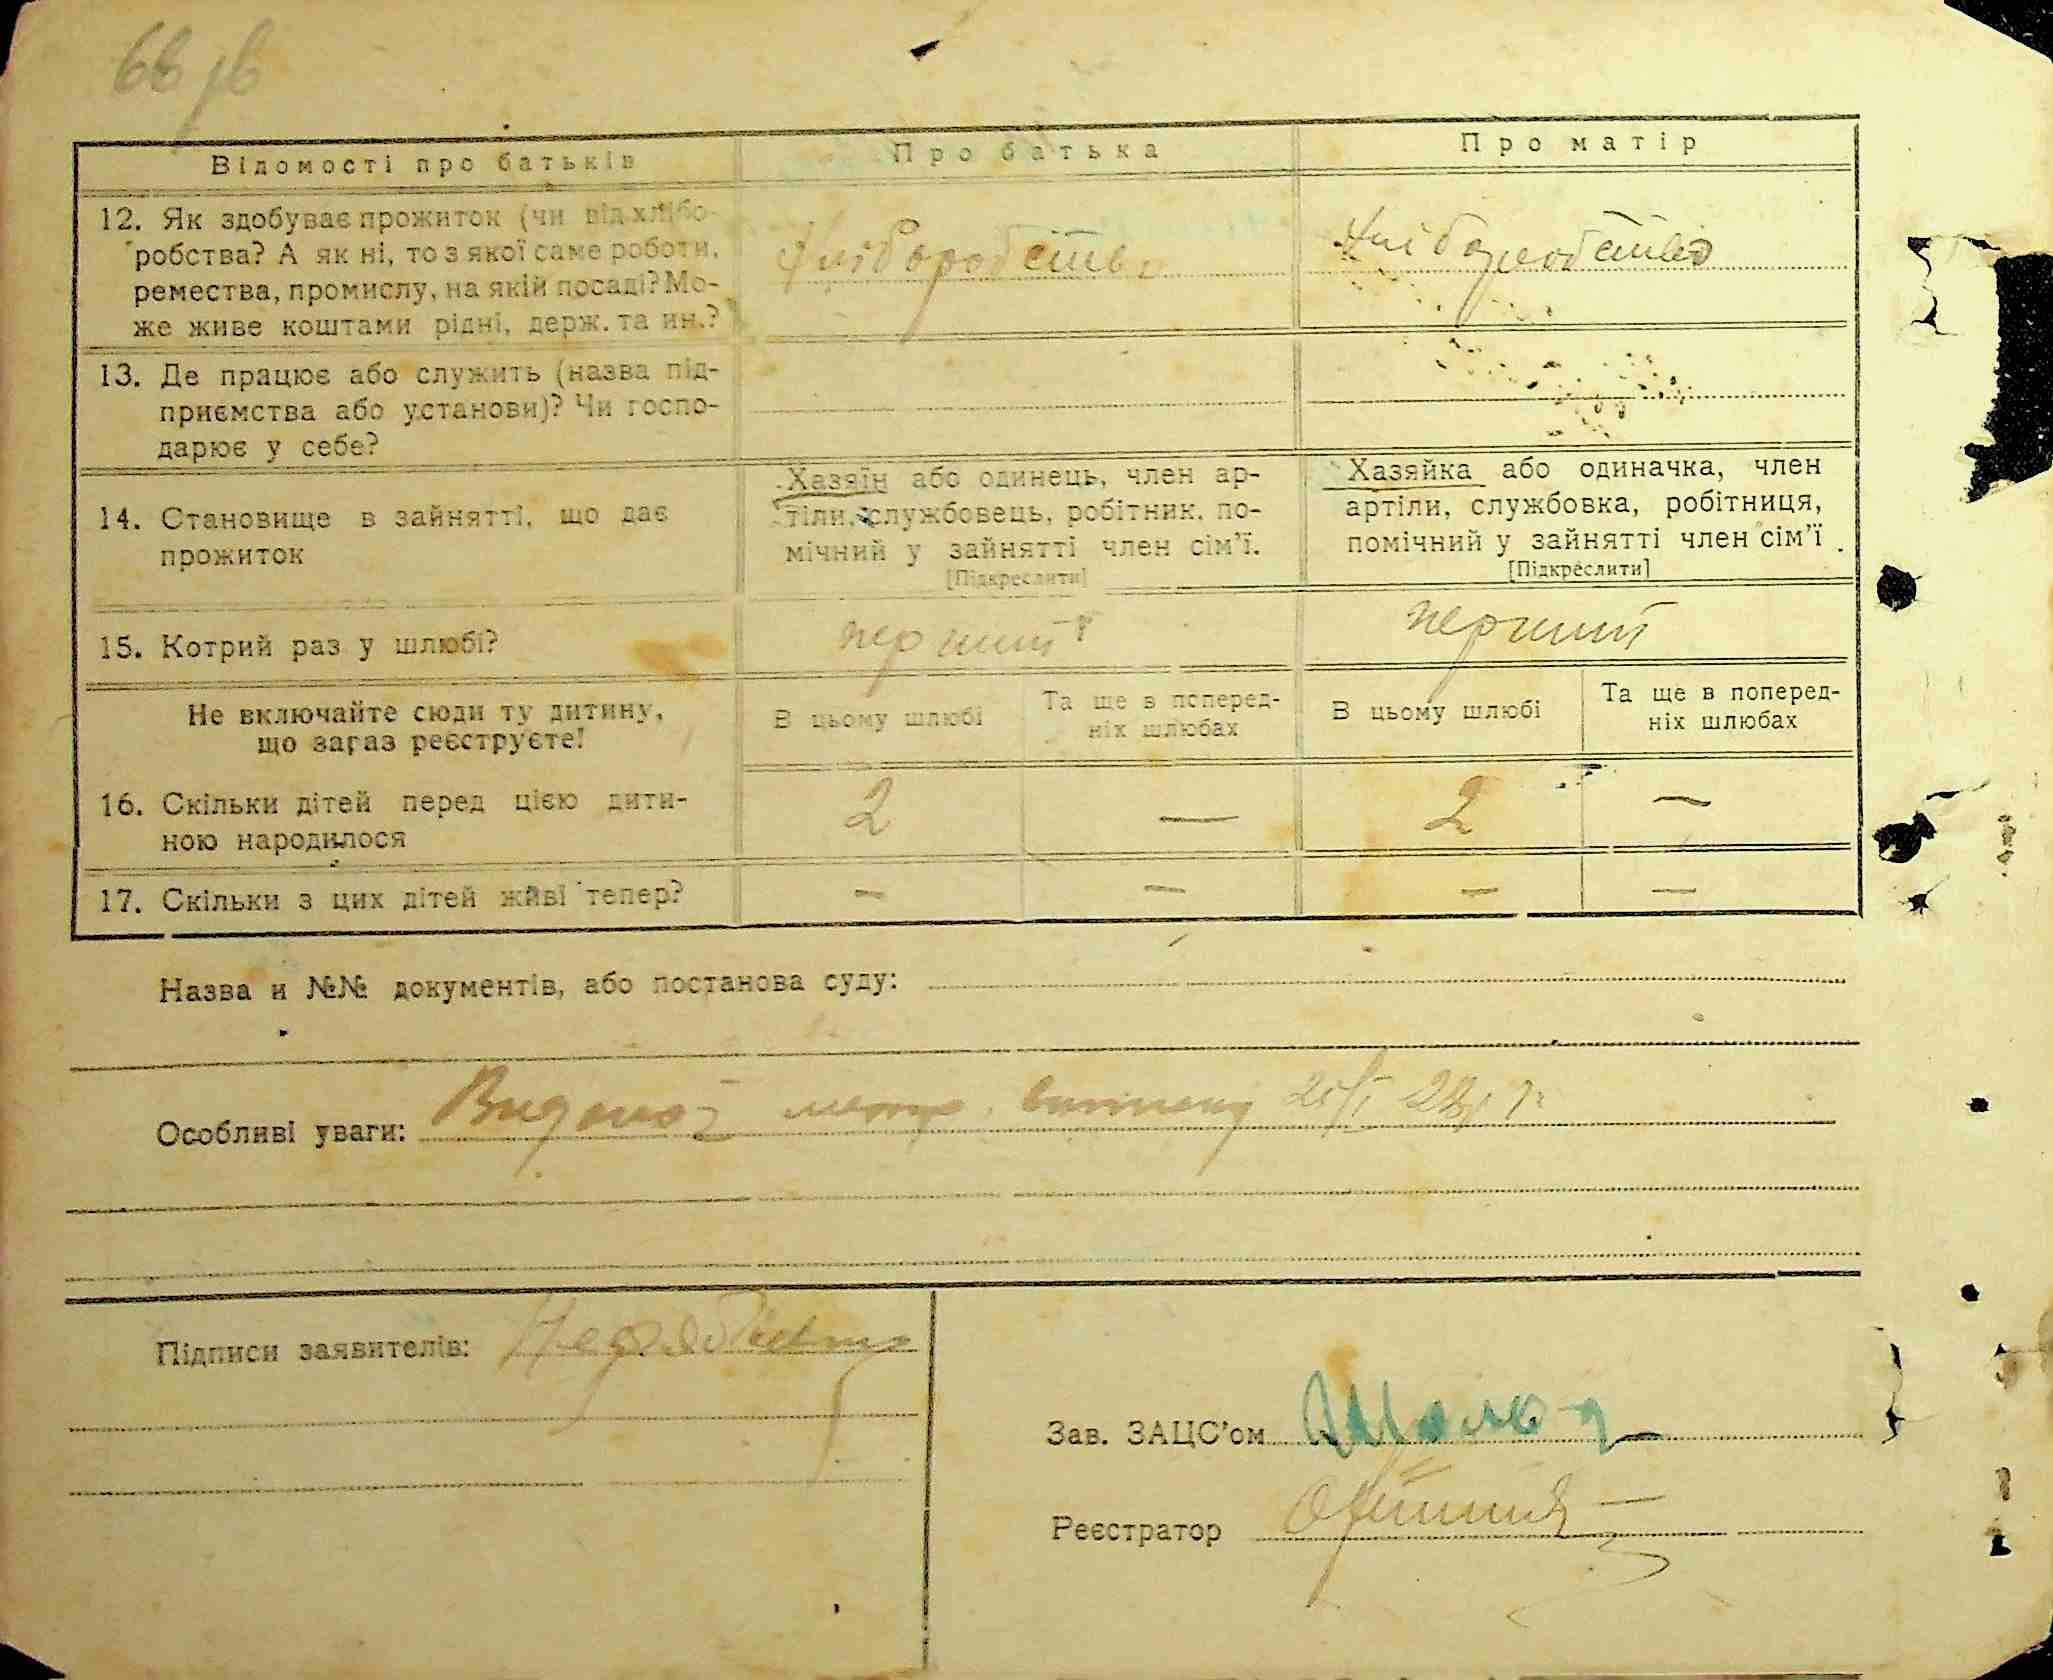 Відомості про батьків
Про батька
Про матір
12. Як здобуває прожиток (чи від хлібо-
робства? А як ні, то з якої саме роботи,
ремества, промислу, на якій посаді? Мо-
же живе коштами рідні, держ. та ин.?
Хліборобство
Хліборобство
13. Де працює або служить (назва під-
приємства або установи)? Чи госпо-
дарює у себе?
14. Становище в зайнятті, що дає
прожиток
Хазяїн або одинець, член ар-
тіли, службовець, робітник, по-
мічний у зайнятті член сім'ї.
[Підкреслити]
Хазяйка або одиначка, член
артіли, службовка, робітниця,
помічний у зайнятті член сім'ї.
[Підкреслити]
15. Котрий раз у шлюбі?
перший
перший
Не включайте сюди ту дитину,
що зараз реєструєте!
В цьому шлюбі
Та ще в поперед-
ніх шлюбах
В цьому шлюбі
Та ще в поперед-
ніх шлюбах
16. Скільки дітей перед цією дити-
ною народилося
2 — 2 —
17. Скільки з цих дітей живі тепер?
— — — —
Назва и №№ документів, або постанова суду:
Особливі уваги: метр. виписку
Підписи заявителів:
Зав. ЗАЦС'ом
Реєстратор